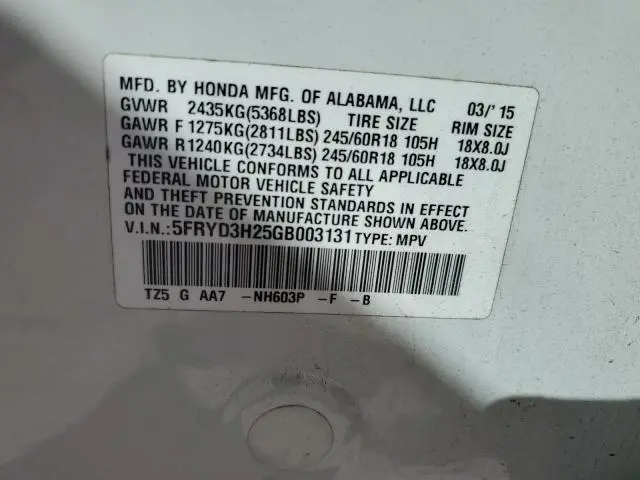 MFD. BY HONDA MFG. OF ALABAMA, LLC 03/'15
GVWR 2435KG(5368LBS) TIRE SIZE RIM SIZE
GAWR F 1275KG(2811LBS) 245/60R18 105H 18X8.0J
GAWR R1240KG(2734LBS) 245/60R18 105H 18X8.0J
THIS VEHICLE CONFORMS TO ALL APPLICABLE
FEDERAL MOTOR VEHICLE SAFETY
AND THEFT PREVENTION STANDARDS IN EFFECT
ON THE DATE OF MANUFACTURE SHOWN ABOVE.
V.I.N.:5FRYD3H25GB003131 TYPE: MPV
TZ5 G AA7 -NH603P -F -B